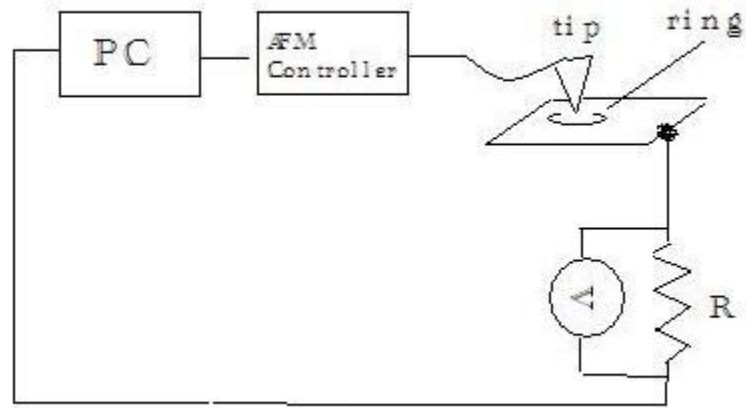 PC
AFM
Controller
tip
ring
V
R